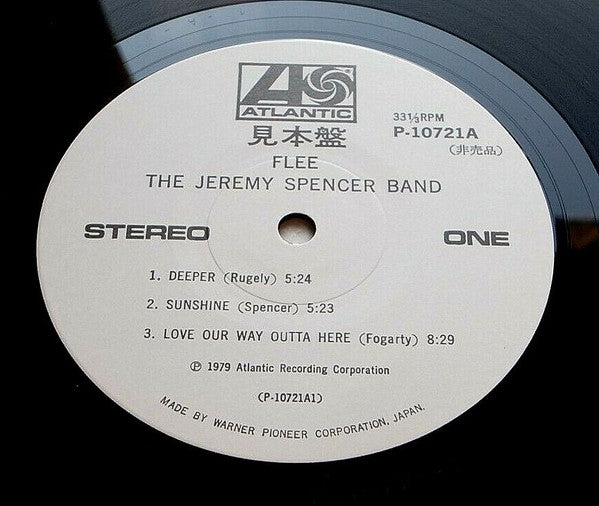 ATLANTIC
見本盤
33⅓RPM
P-10721A
(非売品)
FLEE
THE JEREMY SPENCER BAND
STEREO
ONE
1. DEEPER (Rugely) 5:24
2. SUNSHINE (Spencer) 5:23
3. LOVE OUR WAY OUTTA HERE (Fogarty) 8:29
Ⓟ 1979 Atlantic Recording Corporation
(P-10721A1)
MADE BY WARNER PIONEER CORPORATION, JAPAN.